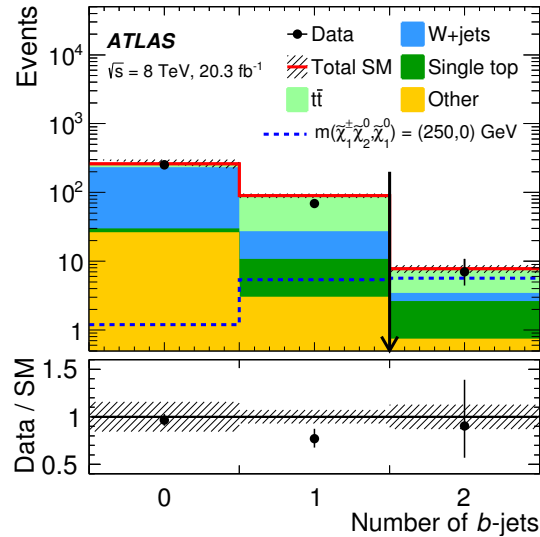 Events
ATLAS
√s = 8 TeV, 20.3 fb⁻¹
Data
Total SM
tt̄
W+jets
Single top
Other
m(χ̃₁^±χ̃₂⁰,χ̃₁⁰) = (250,0) GeV
10⁴
10³
10²
10
1
Data / SM
1.5
1
0.5
0 1 2
Number of b-jets